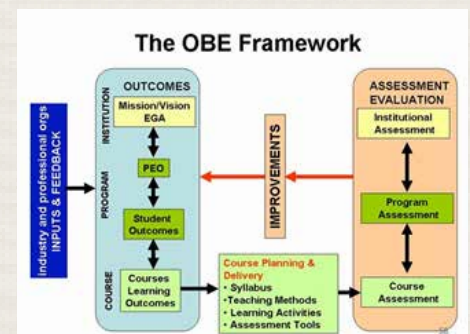 The OBE Framework
Industry and professional orgs
INPUTS & FEEDBACK
INSTITUTION
PROGRAM
COURSE
OUTCOMES
Mission/Vision
EGA
PEO
Student
Outcomes
Courses
Learning
Outcomes
IMPROVEMENTS
Course Planning &
Delivery
• Syllabus
•Teaching Methods
• Learning Activities
• Assessment Tools
ASSESSMENT
EVALUATION
Institutional
Assessment
Program
Assessment
Course
Assessment